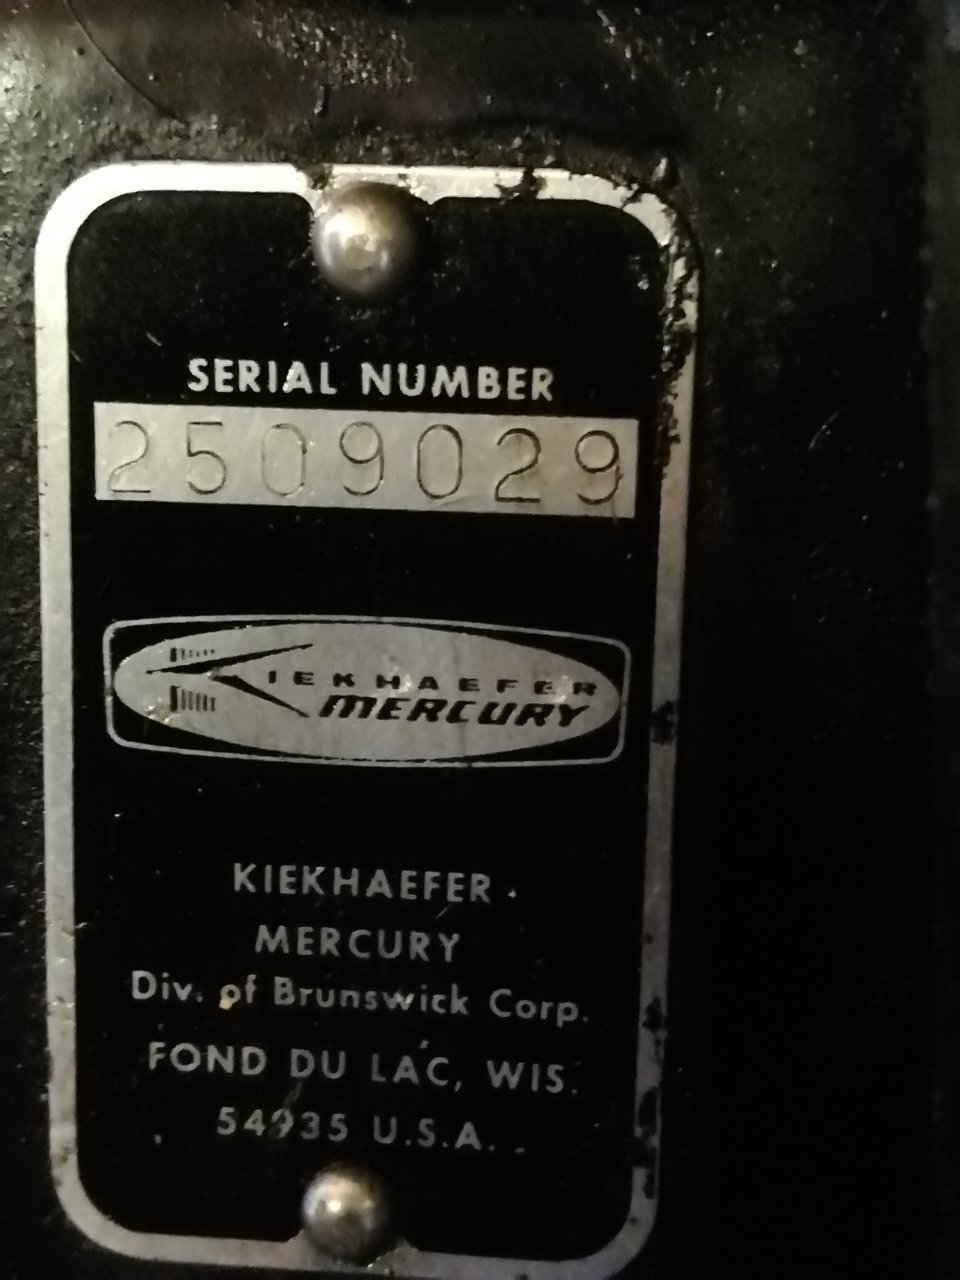 SERIAL NUMBER
2509029
KIEKHAEFER
MERCURY
KIEKHAEFER
MERCURY
Div. of Brunswick Corp.
FOND DU LAC, WIS.
54935 U.S.A.